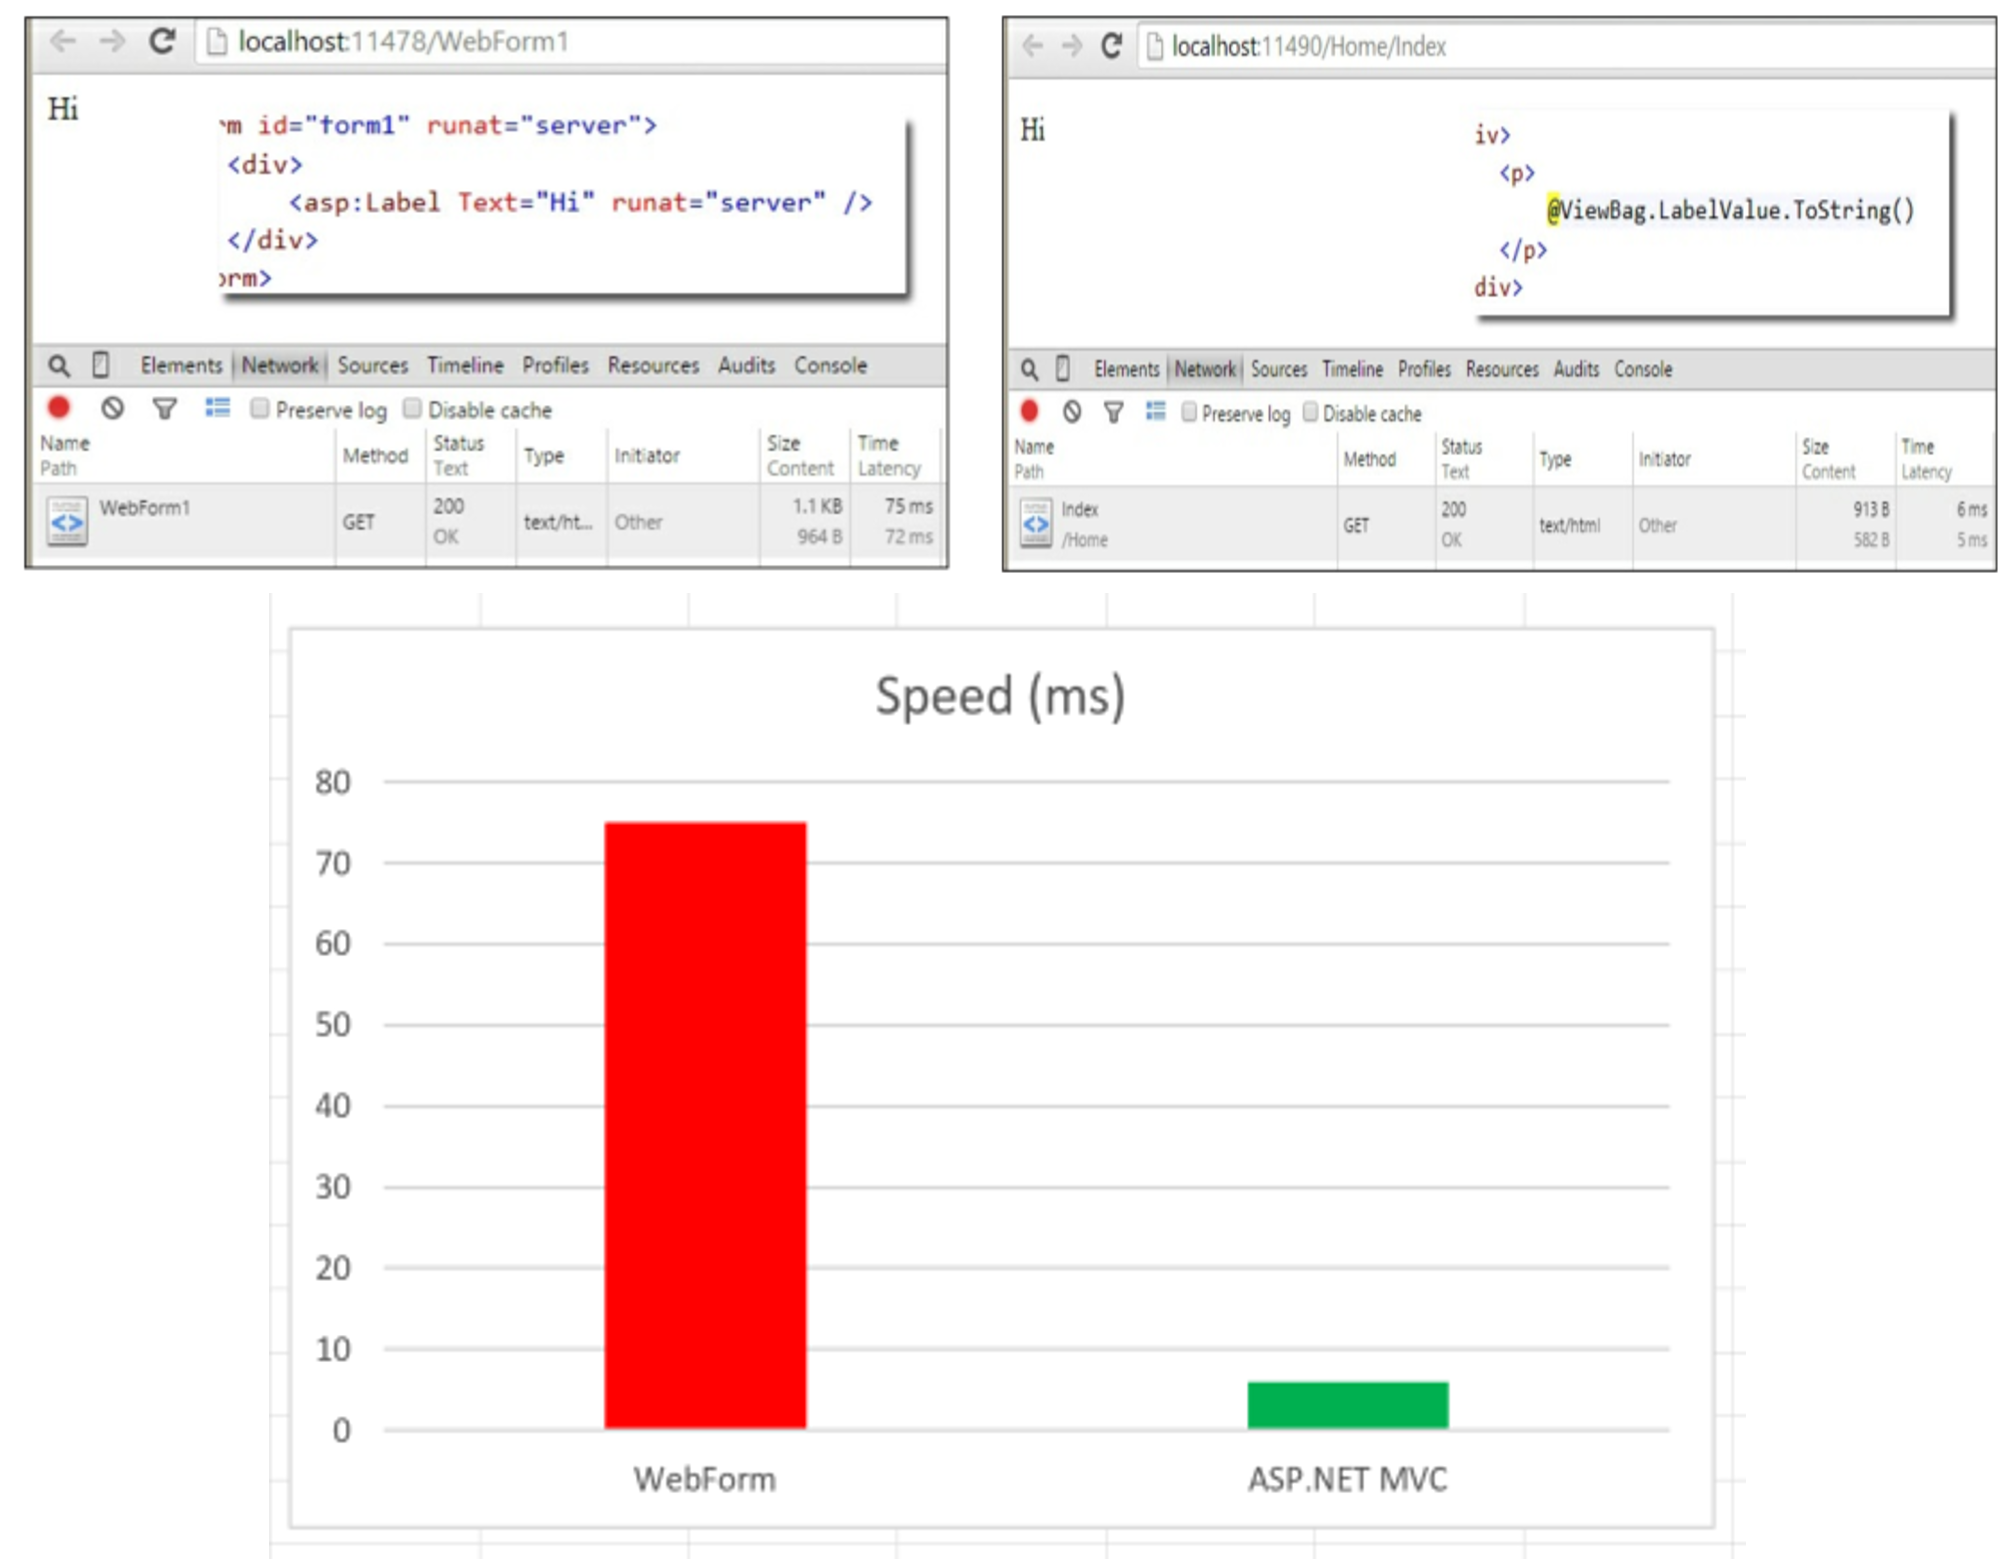 localhost:11478/WebForm1
Hi
m id="form1" runat="server">
<div>
<asp:Label Text="Hi" runat="server" />
</div>
orm>
Elements Network Sources Timeline Profiles Resources Audits Console
Preserve log Disable cache
Name Method Status Type Initiator Size Time
Path Text Content Latency
WebForm1 GET 200 text/ht... Other 1.1 KB 75 ms
OK 964 B 72 ms
localhost:11490/Home/Index
Hi
iv>
<p>
@ViewBag.LabelValue.ToString()
</p>
div>
Elements Network Sources Timeline Profiles Resources Audits Console
Preserve log Disable cache
Name Method Status Type Initiator Size Time
Path Text Content Latency
Index GET 200 text/html Other 913 B 6 ms
/Home OK 582 B 5 ms
Speed (ms)
80
70
60
50
40
30
20
10
0
WebForm ASP.NET MVC